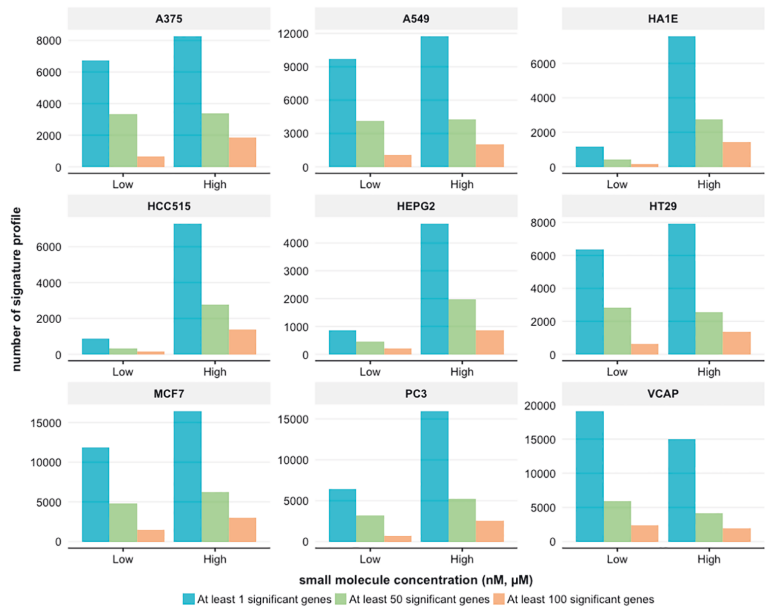 A375
A549
HA1E
8000
6000
4000
2000
0
Low
High
12000
9000
6000
3000
0
Low
High
6000
4000
2000
0
Low
High
HCC515
HEPG2
HT29
6000
4000
2000
0
Low
High
4000
3000
2000
1000
0
Low
High
8000
6000
4000
2000
0
Low
High
MCF7
PC3
VCAP
15000
10000
5000
0
Low
High
15000
10000
5000
0
Low
High
20000
15000
10000
5000
0
Low
High
number of signature profile
small molecule concentration (nM, µM)
At least 1 significant genes At least 50 significant genes At least 100 significant genes